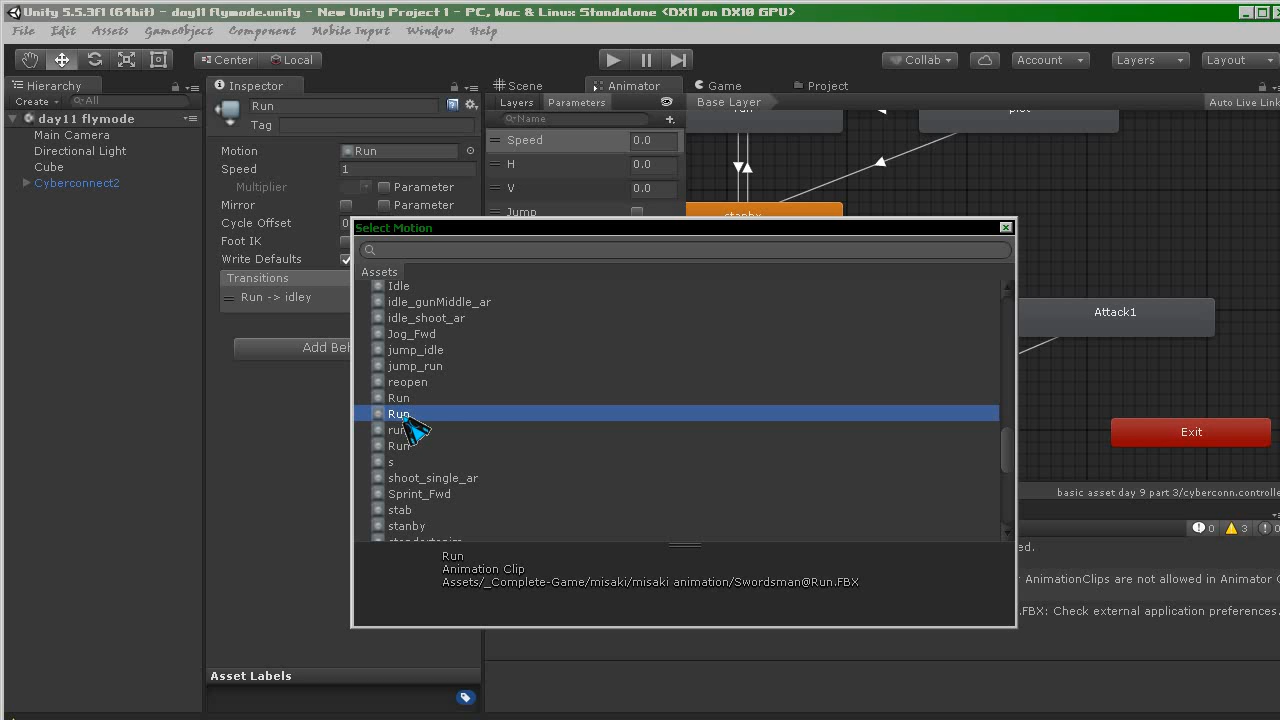 Unity 5.5.3f1 (64bit) - day11 flymode.unity - New Unity Project 1 - PC, Mac & Linux Standalone <DX11 on DX10 GPU>
File Edit Assets GameObject Component Mobile Input Window Help
Center Local Collab Account Layers Layout
Hierarchy Inspector Scene Animator Game Project
Create All Run Layers Parameters Base Layer Auto Live Link
Tag Name
day11 flymode
Main Camera
Directional Light
Cube
Cyberconnect2
Motion Run
Speed 1
Multiplier Parameter
Mirror Parameter
Cycle Offset 0
Foot IK
Write Defaults
Transitions
Run -> idley
Asset Labels
Speed 0.0
H 0.0
V 0.0
Jump
stanby
Attack1
Exit
basic asset day 9 part 3/cyberconn.controlle
0 3 0
ed.
AnimationClips are not allowed in Animator
.FBX: Check external application preferences.
Select Motion
Assets
Idle
idle_gunMiddle_ar
idle_shoot_ar
Jog_Fwd
jump_idle
jump_run
reopen
Run
Run
Run
s
shoot_single_ar
Sprint_Fwd
stab
stanby
Run
Animation Clip
Assets/_Complete-Game/misaki/misaki animation/Swordsman@Run.FBX